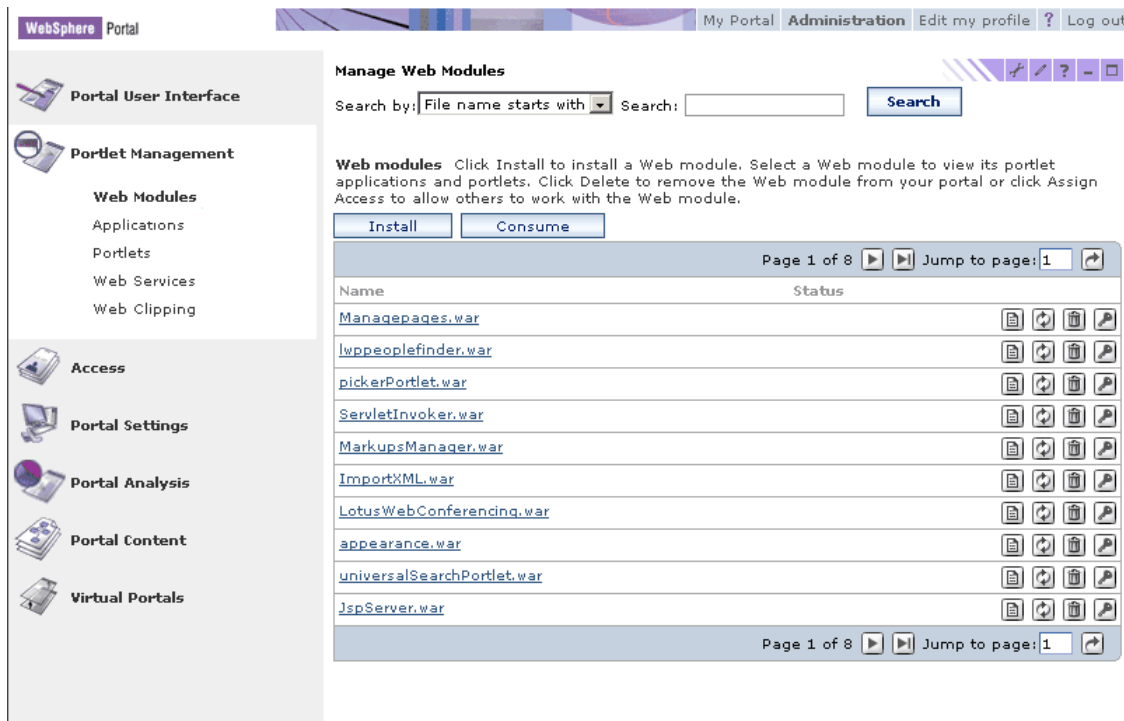 WebSphere Portal
My Portal Administration Edit my profile ? Log out
Portal User Interface
Portlet Management
Web Modules
Applications
Portlets
Web Services
Web Clipping
Access
Portal Settings
Portal Analysis
Portal Content
Virtual Portals
Manage Web Modules
?
Search by: File name starts with Search: Search
Web modules Click Install to install a Web module. Select a Web module to view its portlet
applications and portlets. Click Delete to remove the Web module from your portal or click Assign
Access to allow others to work with the Web module.
Install Consume
Page 1 of 8 Jump to page: 1
Name Status
Managepages.war
lwppeoplefinder.war
pickerPortlet.war
ServletInvoker.war
MarkupsManager.war
ImportXML.war
LotusWebConferencing.war
appearance.war
universalSearchPortlet.war
JspServer.war
Page 1 of 8 Jump to page: 1